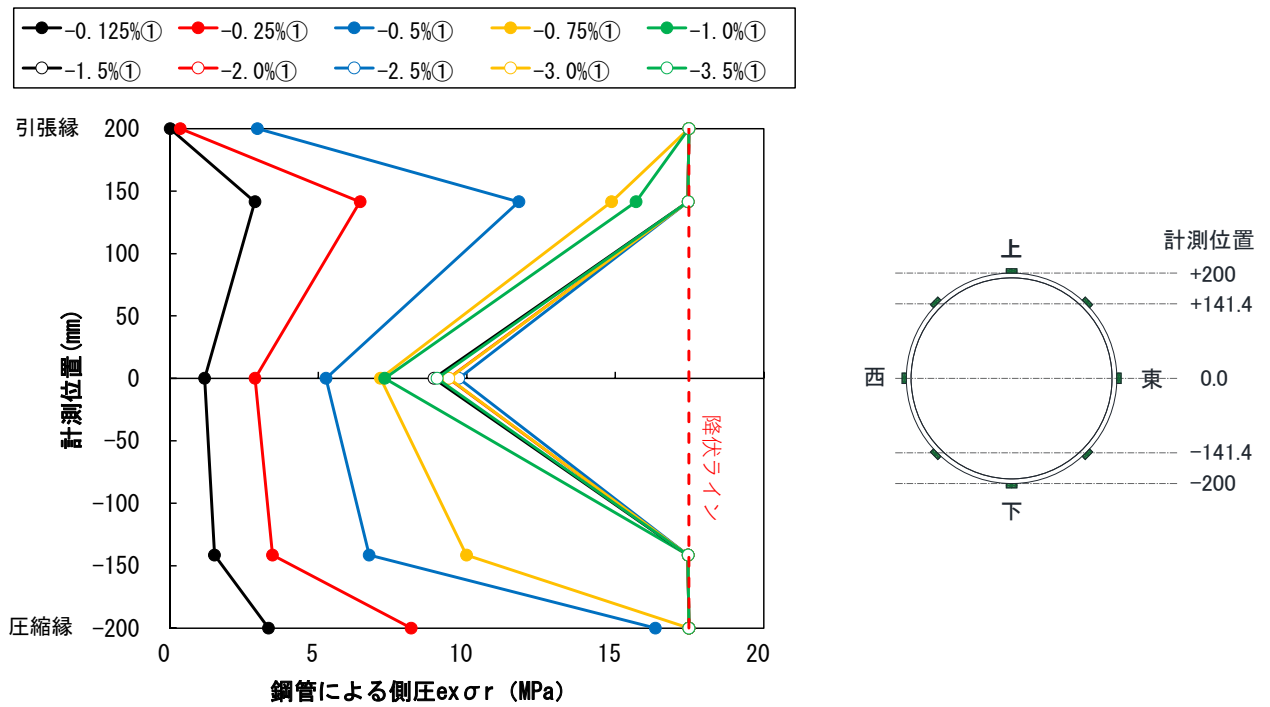 -0.125%① -0.25%① -0.5%① -0.75%① -1.0%①
-1.5%① -2.0%① -2.5%① -3.0%① -3.5%①
引張縁 200
150
100
50
0
-50
-100
-150
圧縮縁 -200
計測位置(mm)
0 5 10 15 20
鋼管による側圧exσr (MPa)
降伏ライン
計測位置
上
+200
+141.4
西 東 0.0
-141.4
-200
下